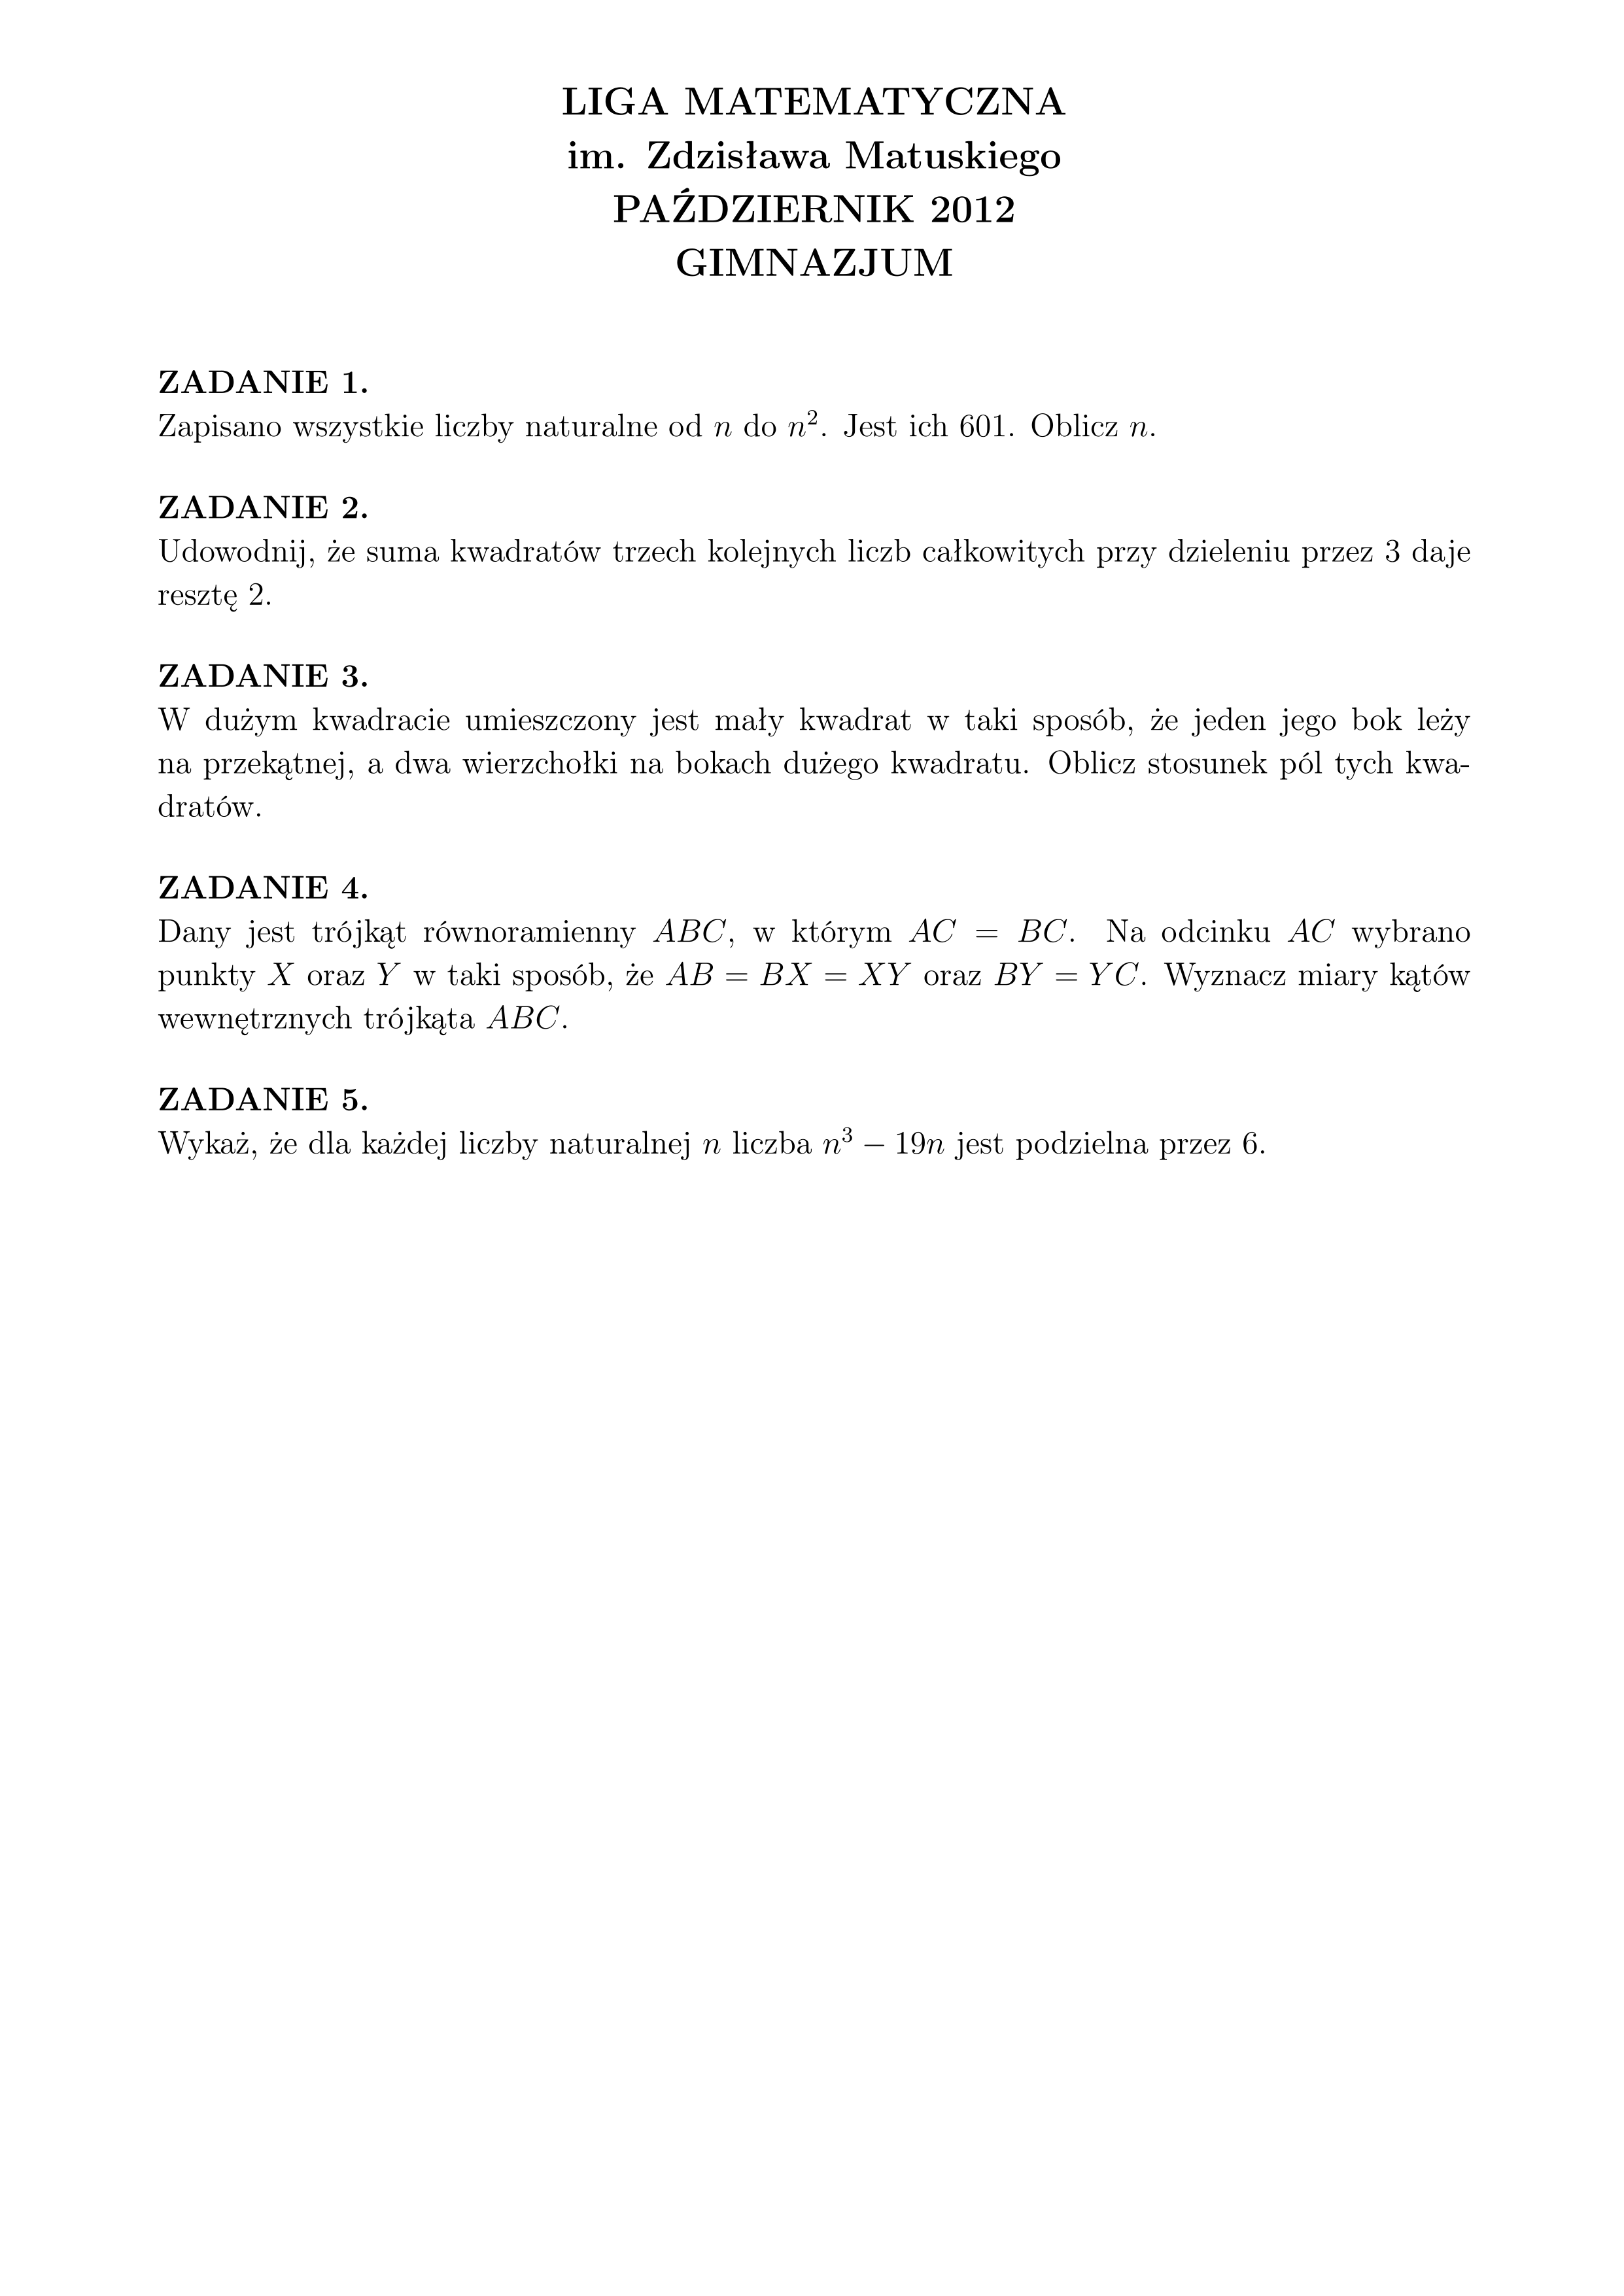 LIGA MATEMATYCZNA
im. Zdzisława Matuskiego
PAŹDZIERNIK 2012
GIMNAZJUM
ZADANIE 1.
Zapisano wszystkie liczby naturalne od n do n². Jest ich 601. Oblicz n.
ZADANIE 2.
Udowodnij, że suma kwadratów trzech kolejnych liczb całkowitych przy dzieleniu przez 3 daje
resztę 2.
ZADANIE 3.
W dużym kwadracie umieszczony jest mały kwadrat w taki sposób, że jeden jego bok leży
na przekątnej, a dwa wierzchołki na bokach dużego kwadratu. Oblicz stosunek pól tych kwa-
dratów.
ZADANIE 4.
Dany jest trójkąt równoramienny ABC, w którym AC = BC. Na odcinku AC wybrano
punkty X oraz Y w taki sposób, że AB = BX = XY oraz BY = YC. Wyznacz miary kątów
wewnętrznych trójkąta ABC.
ZADANIE 5.
Wykaż, że dla każdej liczby naturalnej n liczba n³ − 19n jest podzielna przez 6.